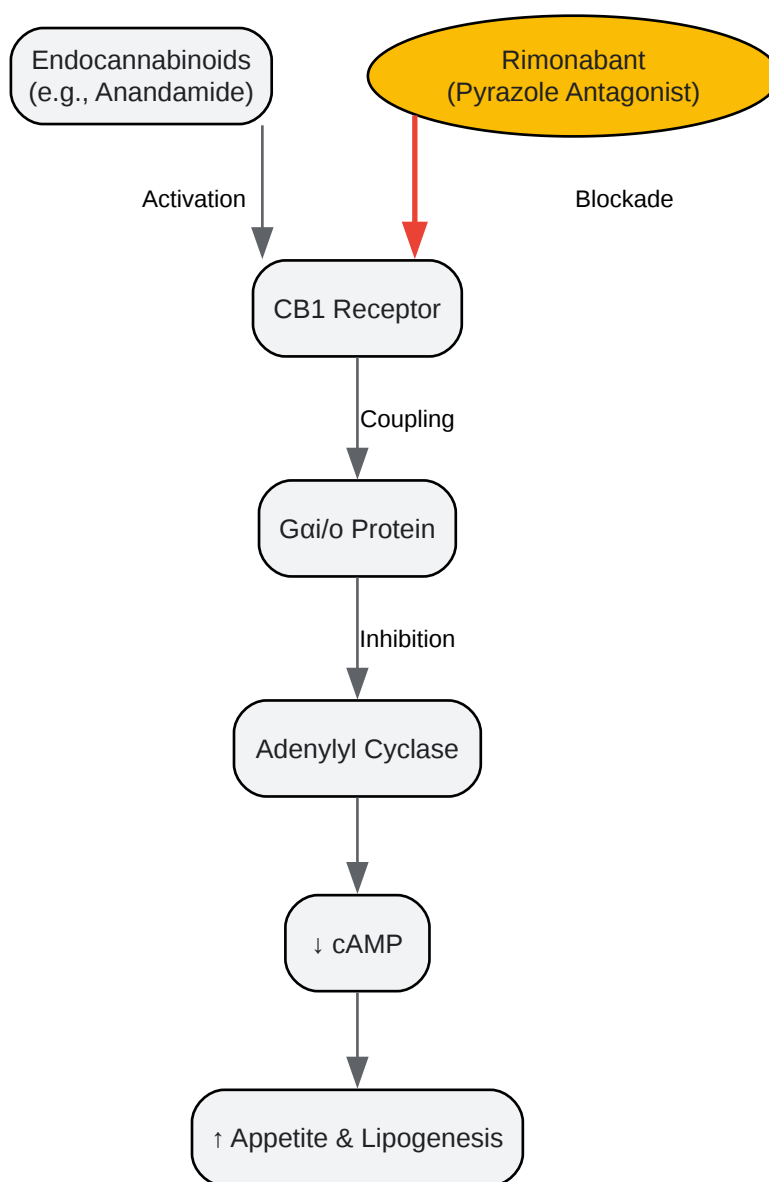 Endocannabinoids
(e.g., Anandamide)
Rimonabant
(Pyrazole Antagonist)
Activation
Blockade
CB1 Receptor
Coupling
Gαi/o Protein
Inhibition
Adenylyl Cyclase
↓ cAMP
↑ Appetite & Lipogenesis